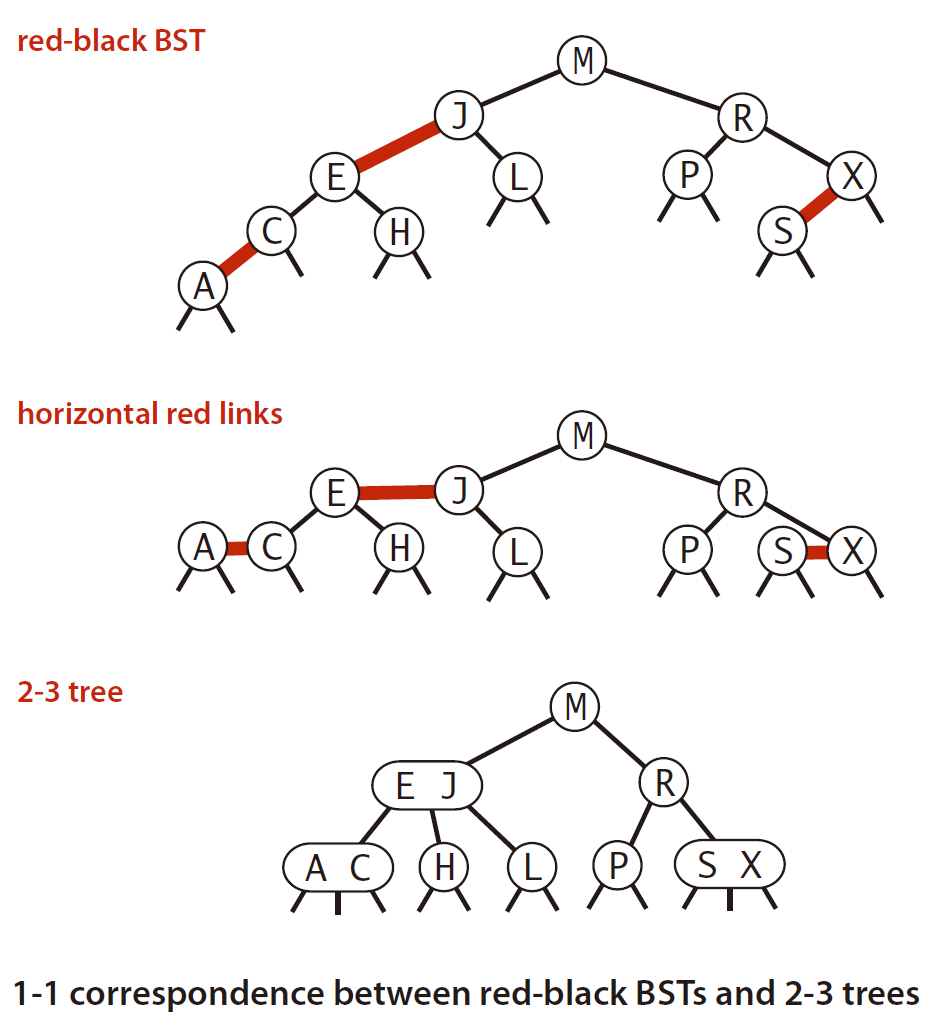 red-black BST
M
J R
E L P X
C H S
A
horizontal red links
M
E J R
A C H L P S X
2-3 tree
M
E J R
A C H L P S X
1-1 correspondence between red-black BSTs and 2-3 trees